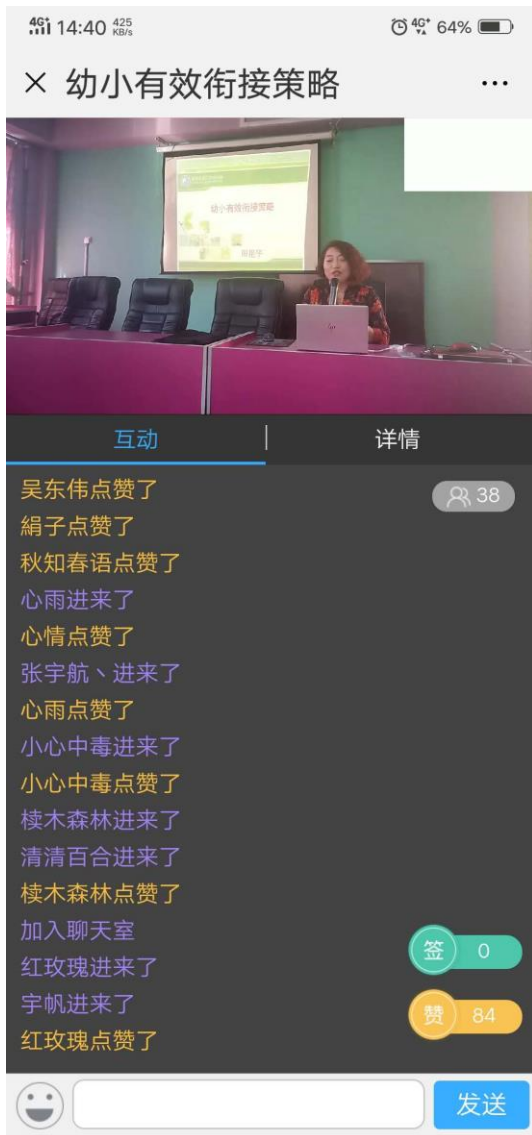 4G+ 14:40 425 KB/s 4G+ 64%
幼小有效衔接策略
幼小有效衔接策略
互动 | 详情
吴东伟点赞了
38
絹子点赞了
秋知春语点赞了
心雨进来了
心情点赞了
张宇航丶进来了
心雨点赞了
小心中毒进来了
小心中毒点赞了
椟木森林进来了
清清百合进来了
椟木森林点赞了
加入聊天室
签 0
红玫瑰进来了
宇帆进来了
赞 84
红玫瑰点赞了
发送